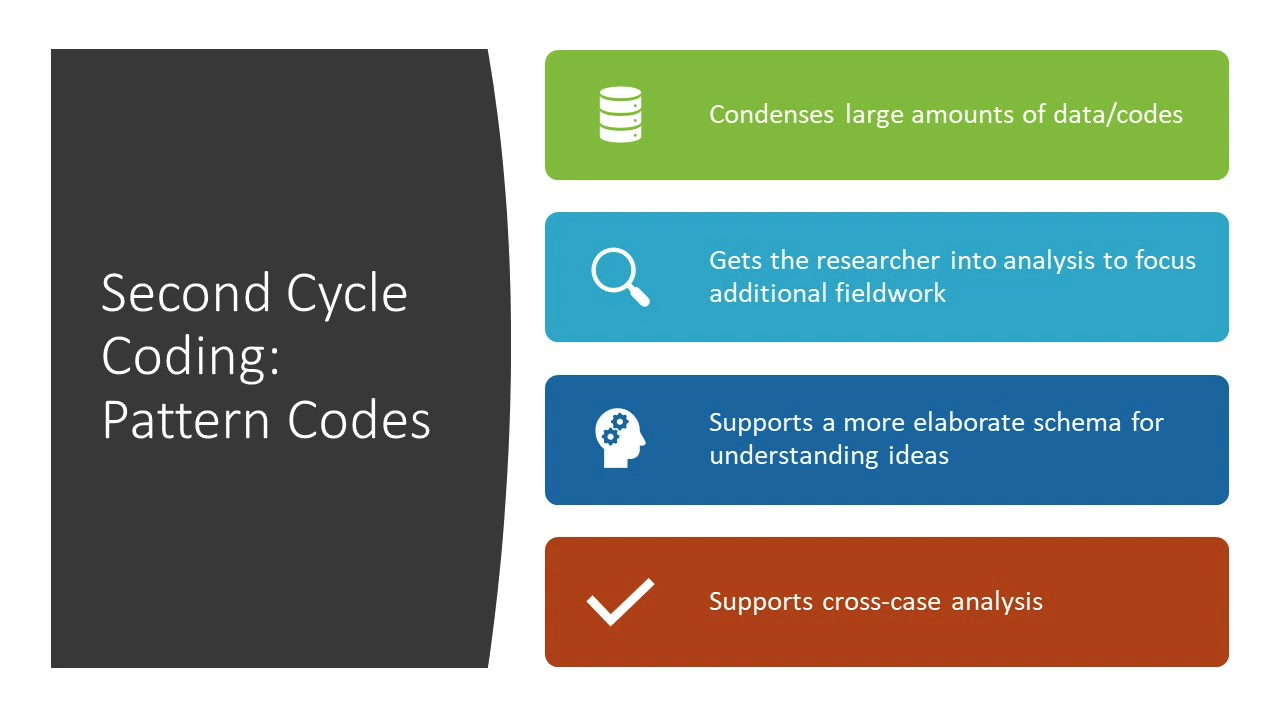 Second Cycle
Coding:
Pattern Codes
Condenses large amounts of data/codes
Gets the researcher into analysis to focus
additional fieldwork
Supports a more elaborate schema for
understanding ideas
Supports cross-case analysis